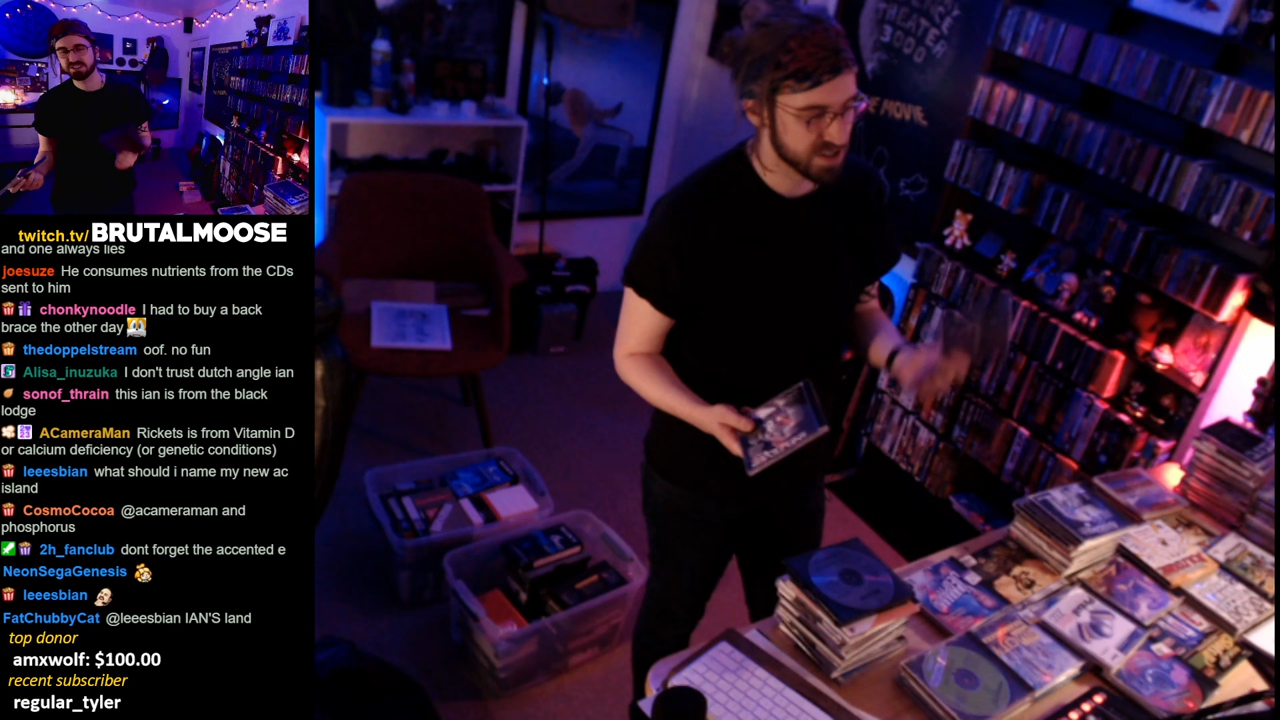 twitch.tv/BRUTALMOOSE
and one always lies
joesuze He consumes nutrients from the CDs
sent to him
chonkynoodle I had to buy a back
brace the other day
thedoppelstream oof. no fun
Alisa_inuzuka I don't trust dutch angle ian
sonof_thrain this ian is from the black
lodge
ACameraMan Rickets is from Vitamin D
or calcium deficiency (or genetic conditions)
leeesbian what should i name my new ac
island
CosmoCocoa @acameraman and
phosphorus
2h_fanclub dont forget the accented e
NeonSegaGenesis
leeesbian
FatChubbyCat @leeesbian IAN'S land
top donor
amxwolf: $100.00
recent subscriber
regular_tyler
THEATER
3000
THE MOVIE